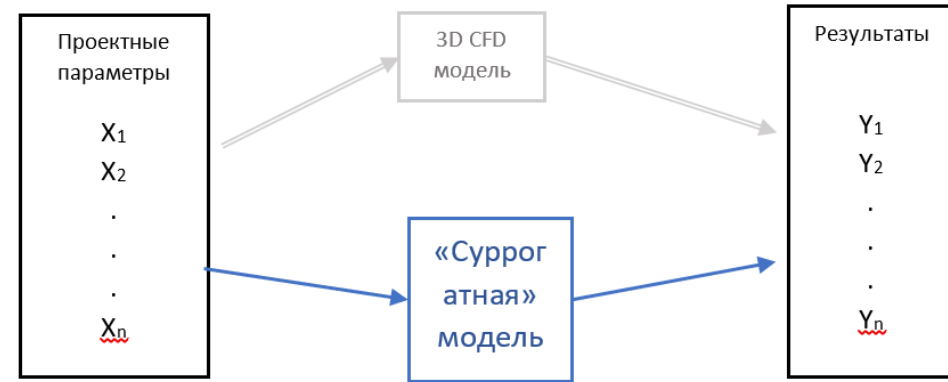 Проектные
параметры
X1
X2
.
.
.
Xn
3D CFD
модель
«Суррог
атная»
модель
Результаты
Y1
Y2
.
.
.
Yn